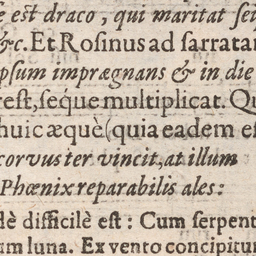 e est draco, qui maritat seip
&c. Et Rosinus ad sarratan
ipsum imprægnans & in die
rest, seque multiplicat. Qu
huic æquè (quia eadem es
corvus ter vincit, at illum
Phœnix reparabilis ales:
dè difficilè est: Cum serpent
um luna. Ex vento concipitur